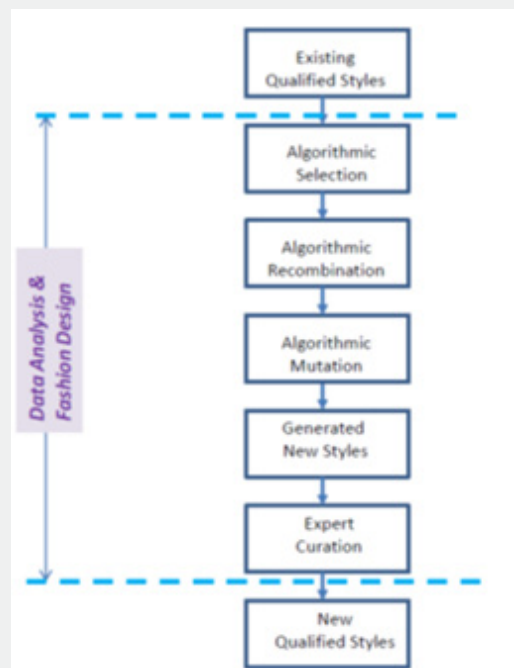 Existing
Qualified Styles
Algorithmic
Selection
Algorithmic
Recombination
Algorithmic
Mutation
Generated
New Styles
Expert
Curation
New
Qualified Styles
Data Analysis &
Fashion Design